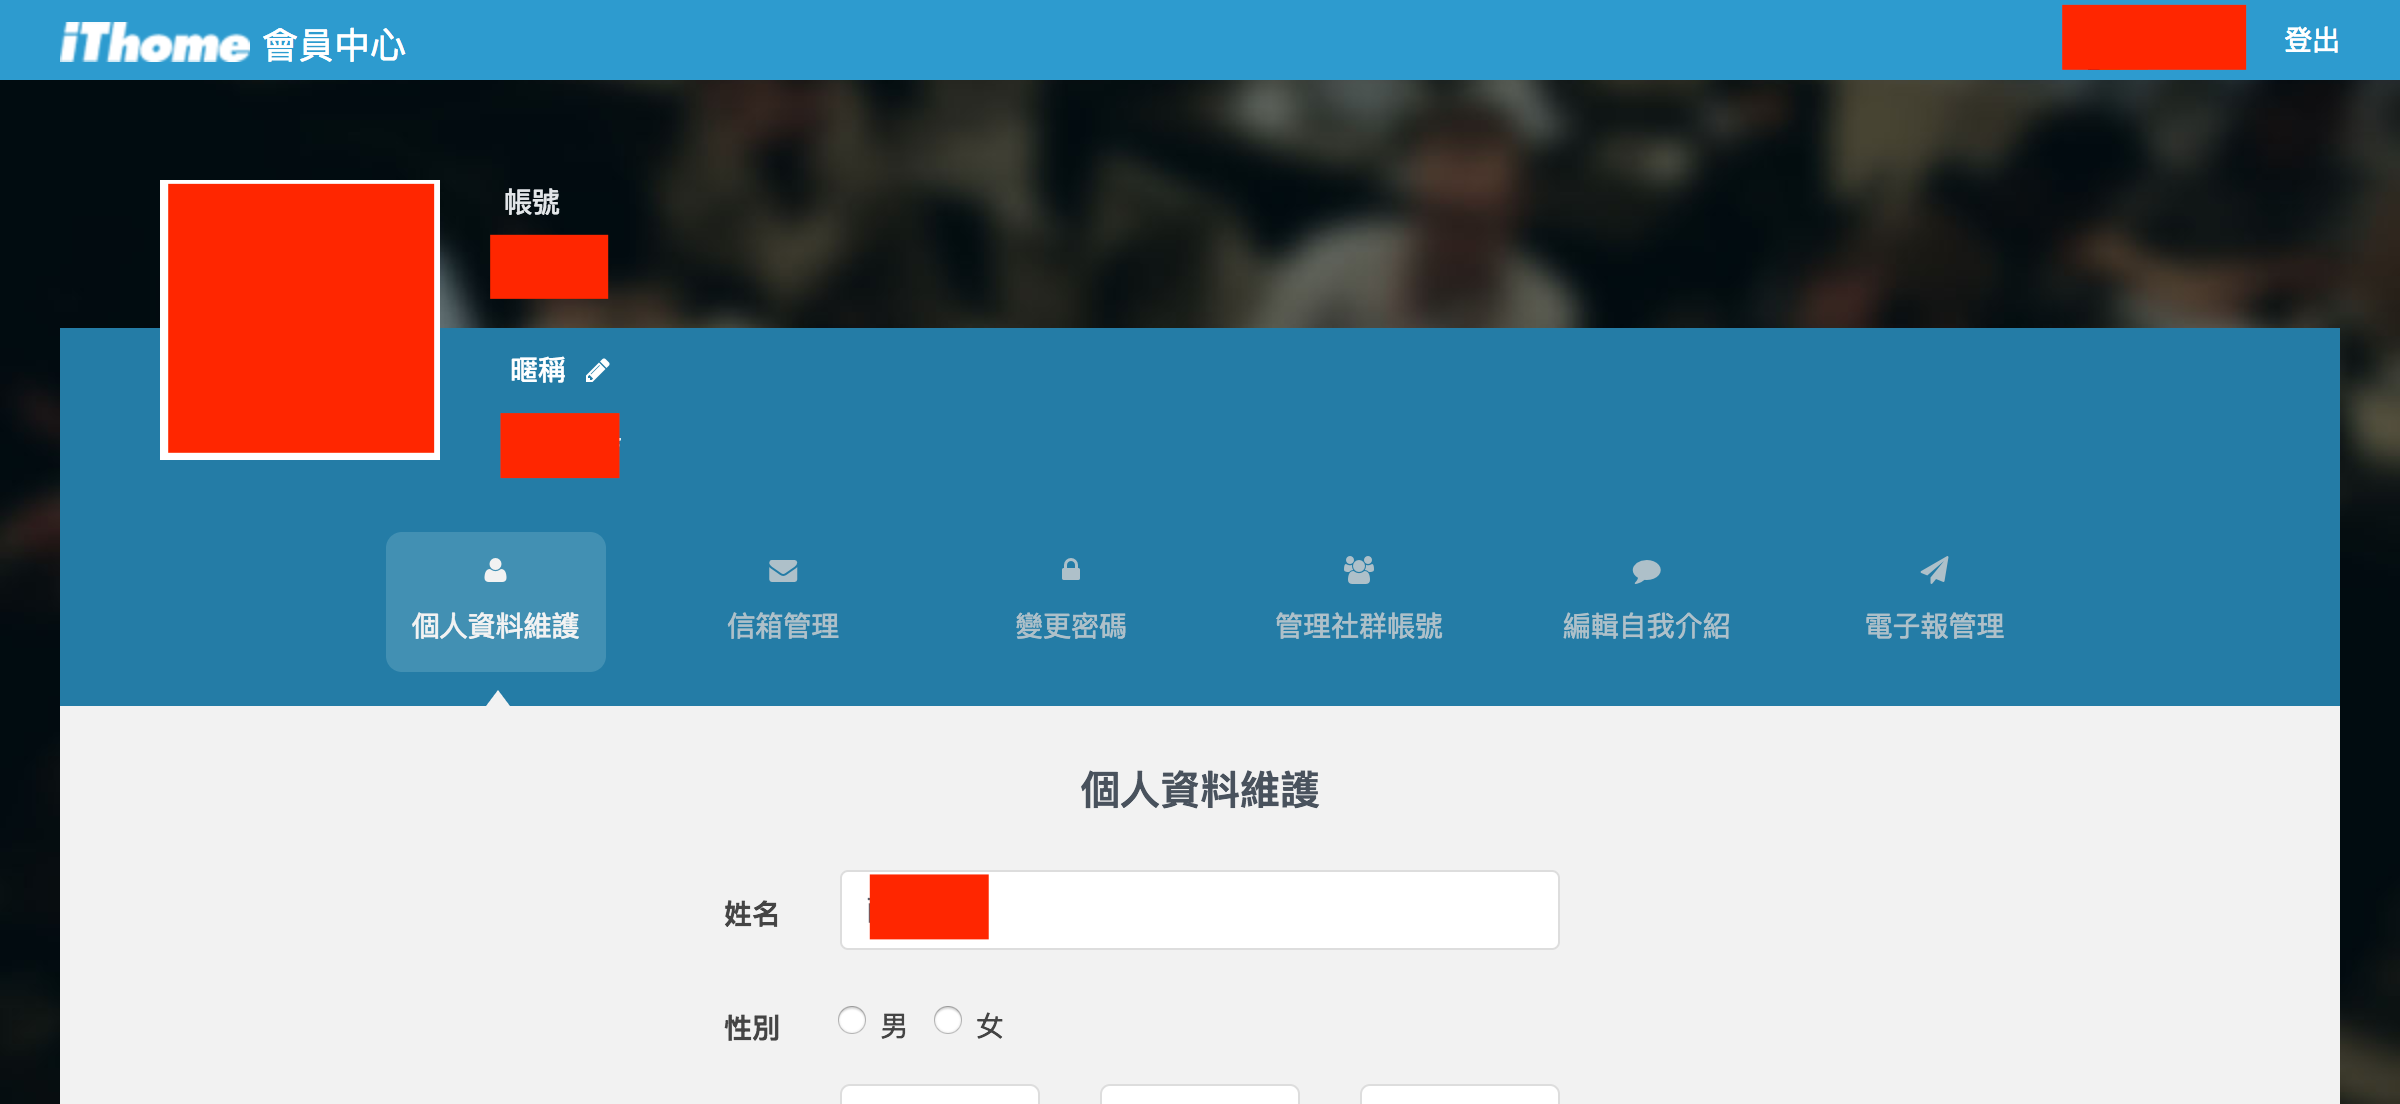 iThome 會員中心
登出
帳號
暱稱
個人資料維護
信箱管理
變更密碼
管理社群帳號
編輯自我介紹
電子報管理
個人資料維護
姓名
性別
男 女